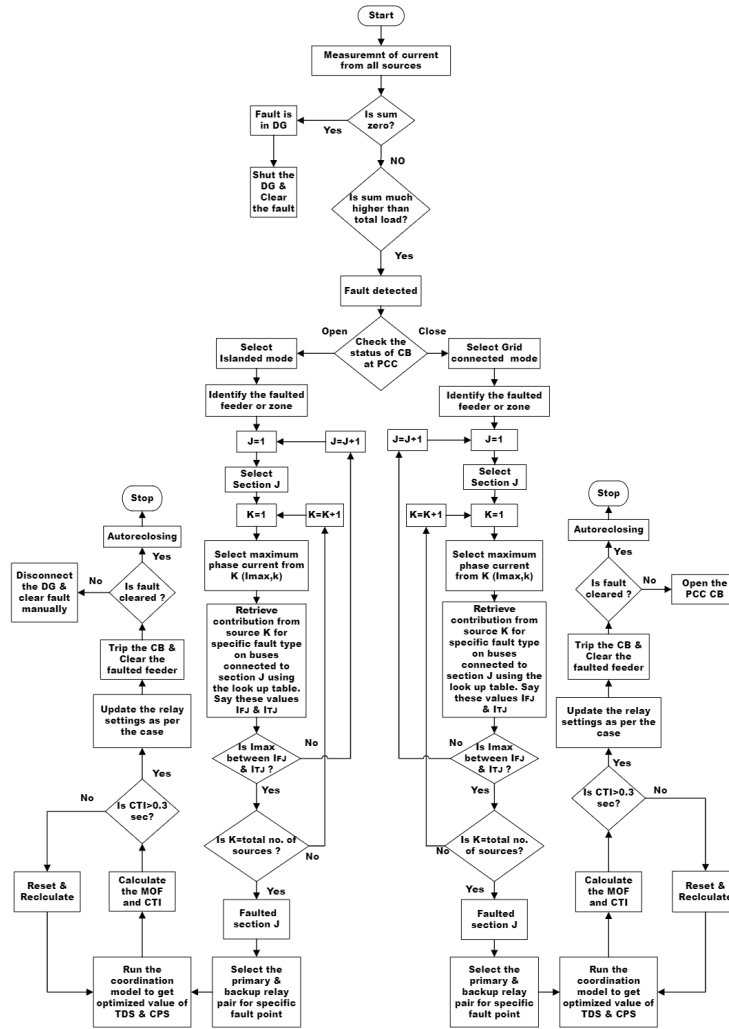 Start
Measuremnt of current
from all sources
Is sum
zero?
Yes
Fault is
in DG
Shut the
DG &
Clear
the fault
NO
Is sum much
higher than
total load?
Yes
Fault detected
Check the
status of CB
at PCC
Open
Close
Select
Islanded mode
Identify the faulted
feeder or zone
J=1
J=J+1
Select
Section J
K=1
K=K+1
Select maximum
phase current
from K (Imax,k)
Retrieve
contribution from
source K for
specific fault type
on buses
connected to
section J using
the look up table.
Say these values IFJ
& ITJ
Is Imax
between IFJ
& ITJ ?
No
Yes
Is K=total no. of
sources ?
No
Yes
Faulted
section J
Select the
primary &
backup relay
pair for specific
fault point
Run the
coordination
model to get
optimized value of
TDS & CPS
Calculate
the MOF
and CTI
Is CTI>0.3
sec?
No
Reset &
Reclculate
Yes
Update the relay
settings as per
the case
Trip the CB &
Clear the
faulted feeder
Is fault
cleared ?
No
Disconnect
the DG &
clear fault
manually
Yes
Autoreclosing
Stop
Select Grid
connected mode
Identify the faulted
feeder or zone
J=J+1
J=1
Select
Section J
K=K+1
K=1
Select maximum
phase current
from K (Imax,k)
Retrieve
contribution from
source K for
specific fault type
on buses
connected to
section J using
the look up table.
Say these values IFJ
& ITJ
Is Imax
between IFJ
& ITJ ?
No
Yes
Is K=total no. of
sources?
No
Yes
Faulted
section J
Select the
primary &
backup relay
pair for specific
fault point
Run the
coordination
model to get
optimized value of
TDS & CPS
Calculate
the MOF
and CTI
Is CTI>0.3
sec?
No
Reset &
Reclculate
Yes
Update the relay
settings as per the
case
Trip the CB &
Clear the
faulted feeder
Is fault
cleared ?
No
Open the
PCC CB
Yes
Autoreclosing
Stop